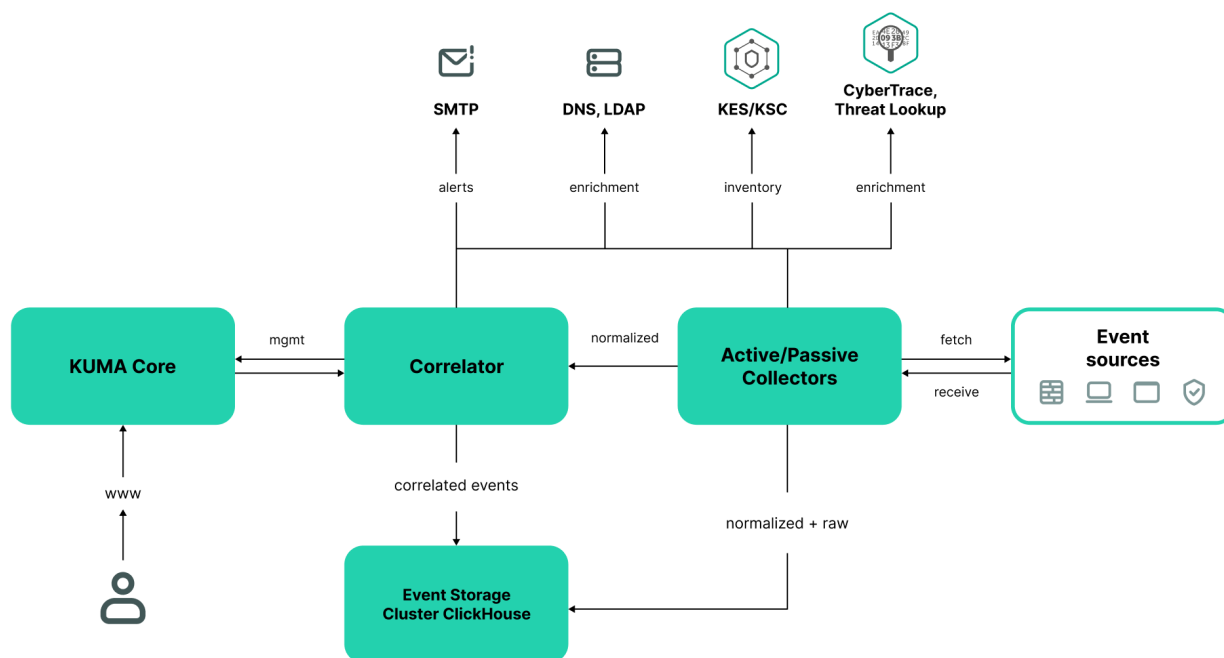 SMTP
DNS, LDAP
KES/KSC
CyberTrace,
Threat Lookup
alerts
enrichment
inventory
enrichment
KUMA Core
mgmt
Correlator
normalized
Active/Passive
Collectors
fetch
receive
Event
sources
www
correlated events
normalized + raw
Event Storage
Cluster ClickHouse